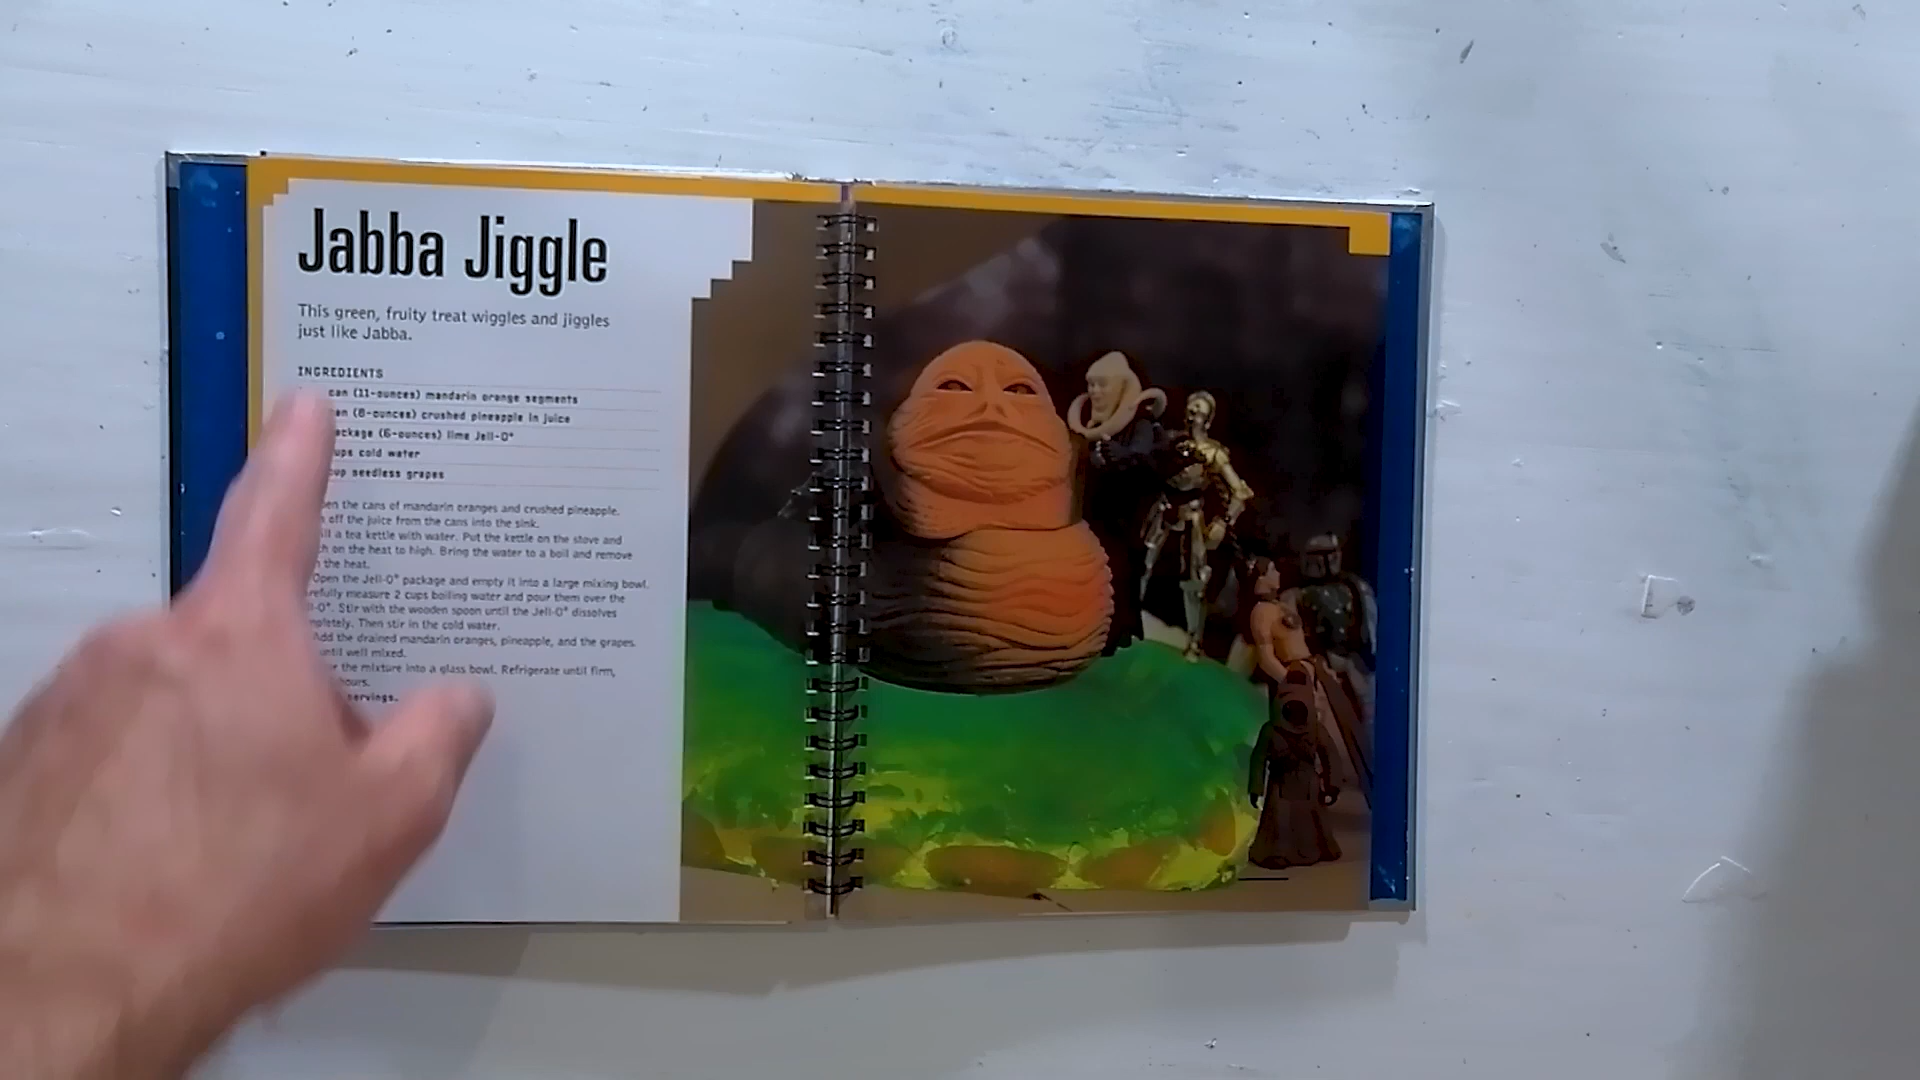 Jabba Jiggle
This green, fruity treat wiggles and jiggles
just like Jabba.
INGREDIENTS
can (11-ounces) mandarin orange segments
(8-ounces) crushed pineapple in juice
(6-ounces) lime Jell-O®
cold water
seedless grapes
the cans of mandarin oranges and crushed pineapple.
off the juice from the cans into the sink.
a tea kettle with water. Put the kettle on the stove and
on the heat to high. Bring the water to a boil and remove
the heat.
Open the Jell-O® package and empty it into a large mixing bowl.
measure 2 cups boiling water and pour them over the
Stir with the wooden spoon until the Jell-O® dissolves
Then stir in the cold water.
Add the drained mandarin oranges, pineapple, and the grapes.
until well mixed.
the mixture into a glass bowl. Refrigerate until firm,
hours.
servings.